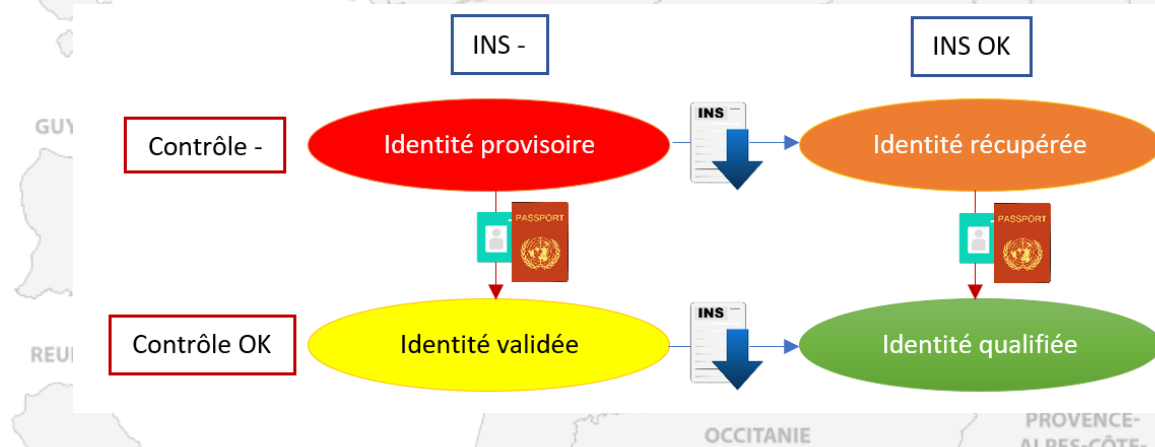 INS -
INS OK
GUY
Contrôle -
Identité provisoire
INS
Identité récupérée
PASSPORT
PASSPORT
REUI
Contrôle OK
Identité validée
INS
Identité qualifiée
OCCITANIE
PROVENCE-
ALPES-CÔTE-